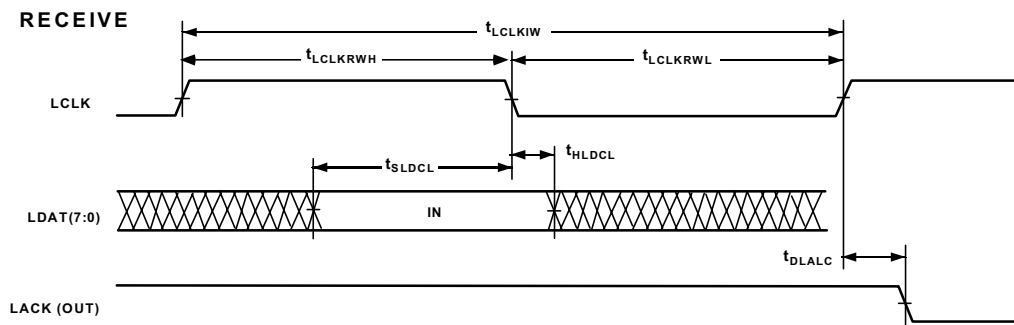 RECEIVE
tLCLKIW
tLCLKRWH
tLCLKRWL
LCLK
tSLDCL
tHLDCL
LDAT(7:0)
IN
tDLALC
LACK (OUT)